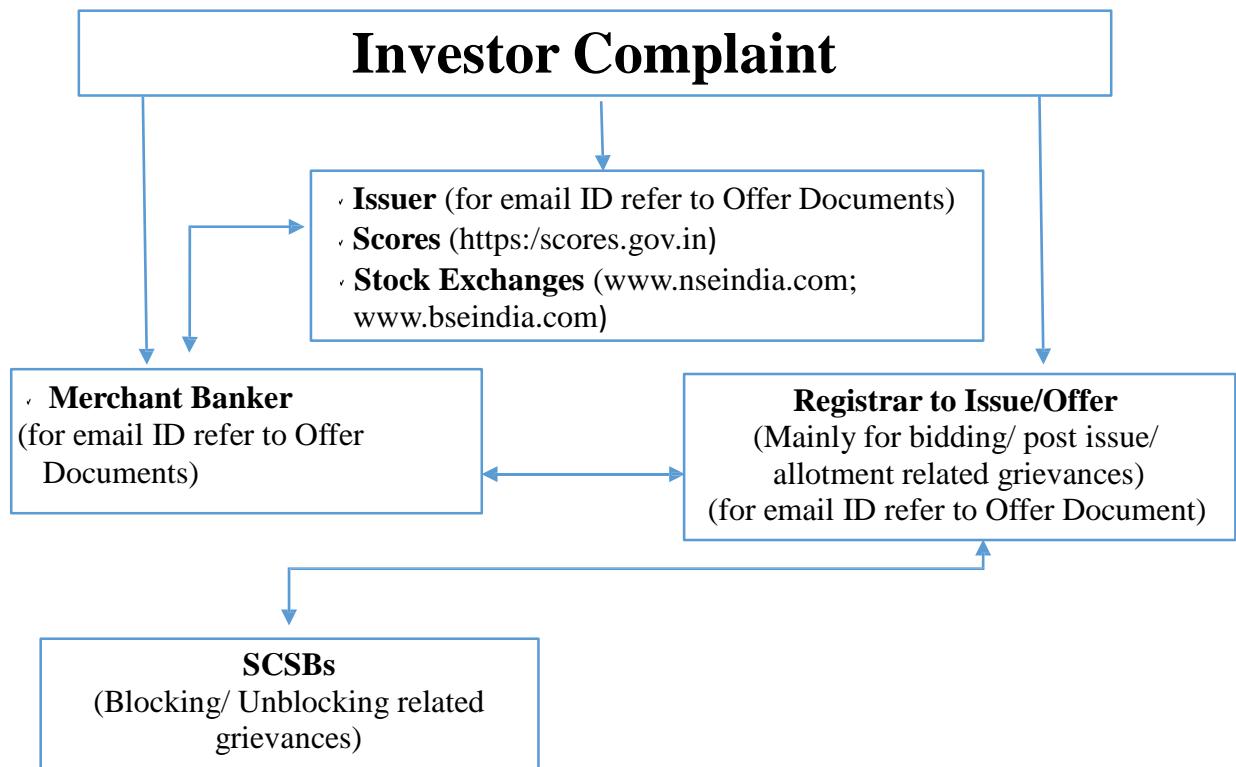 Investor Complaint
✓ Issuer (for email ID refer to Offer Documents)
✓ Scores (https:/scores.gov.in)
✓ Stock Exchanges (www.nseindia.com;
www.bseindia.com)
✓ Merchant Banker
(for email ID refer to Offer
Documents)
Registrar to Issue/Offer
(Mainly for bidding/ post issue/
allotment related grievances)
(for email ID refer to Offer Document)
SCSBs
(Blocking/ Unblocking related
grievances)